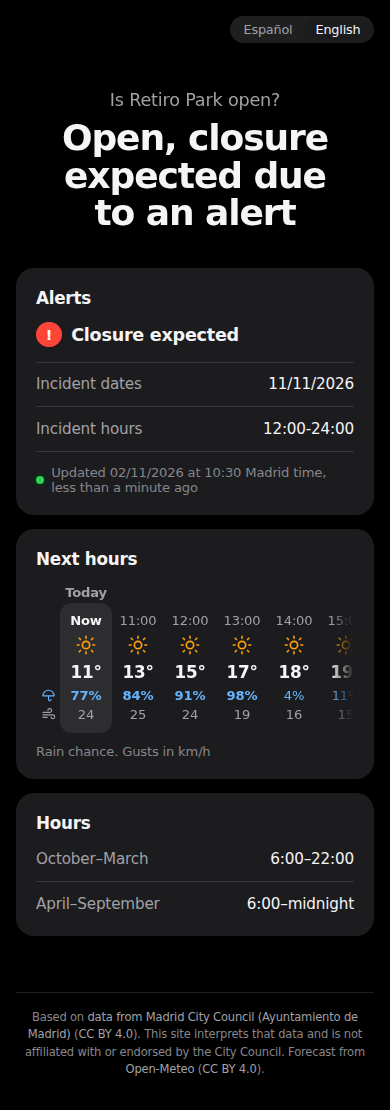 Español English
Is Retiro Park open?
Open, closure
expected due
to an alert
Alerts
! Closure expected
Incident dates 11/11/2026
Incident hours 12:00-24:00
Updated 02/11/2026 at 10:30 Madrid time,
less than a minute ago
Next hours
Today
Now 11:00 12:00 13:00 14:00
11° 13° 15° 17° 18° 19
77% 84% 91% 98% 4%
24 25 24 19 16 15
Rain chance. Gusts in km/h
Hours
October–March 6:00–22:00
April–September 6:00–midnight
Based on data from Madrid City Council (Ayuntamiento de
Madrid) (CC BY 4.0). This site interprets that data and is not
affiliated with or endorsed by the City Council. Forecast from
Open-Meteo (CC BY 4.0).